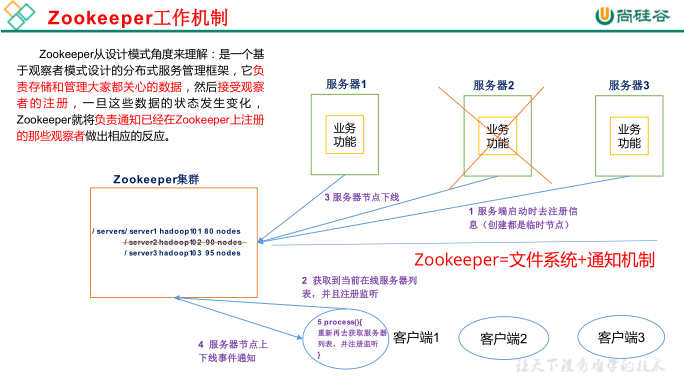 Zookeeper工作机制
尚硅谷
Zookeeper从设计模式角度来理解：是一个基
于观察者模式设计的分布式服务管理框架，它负
责存储和管理大家都关心的数据，然后接受观察
者的注册，一旦这些数据的状态发生变化，
Zookeeper就将负责通知已经在Zookeeper上注册
的那些观察者做出相应的反应。
服务器1
服务器2
服务器3
业务
功能
业务
功能
业务
功能
Zookeeper集群
3 服务器节点下线
1 服务端启动时去注册信
息（创建都是临时节点）
/ servers/ server1 hadoop101 80 nodes
/ server2 hadoop102 90 nodes
/ server3 hadoop103 95 nodes
Zookeeper=文件系统+通知机制
2 获取到当前在线服务器列
表，并且注册监听
5 process(){
重新再去获取服务器
列表，并注册监听
}
4 服务器节点上
下线事件通知
客户端1
客户端2
客户端3
让天下没有难学的技术